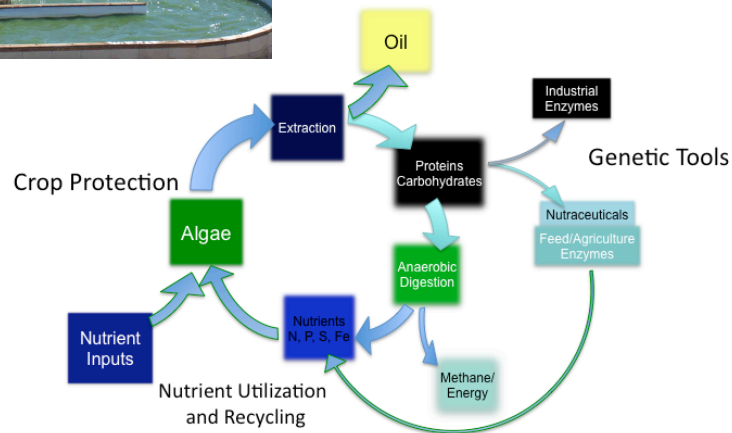 Oil
Industrial
Enzymes
Extraction
Genetic Tools
Proteins
Carbohydrates
Crop Protection
Nutraceuticals
Algae
Feed/Agriculture
Enzymes
Anaerobic
Digestion
Nutrients
N, P, S, Fe
Nutrient
Inputs
Methane/
Energy
Nutrient Utilization
and Recycling